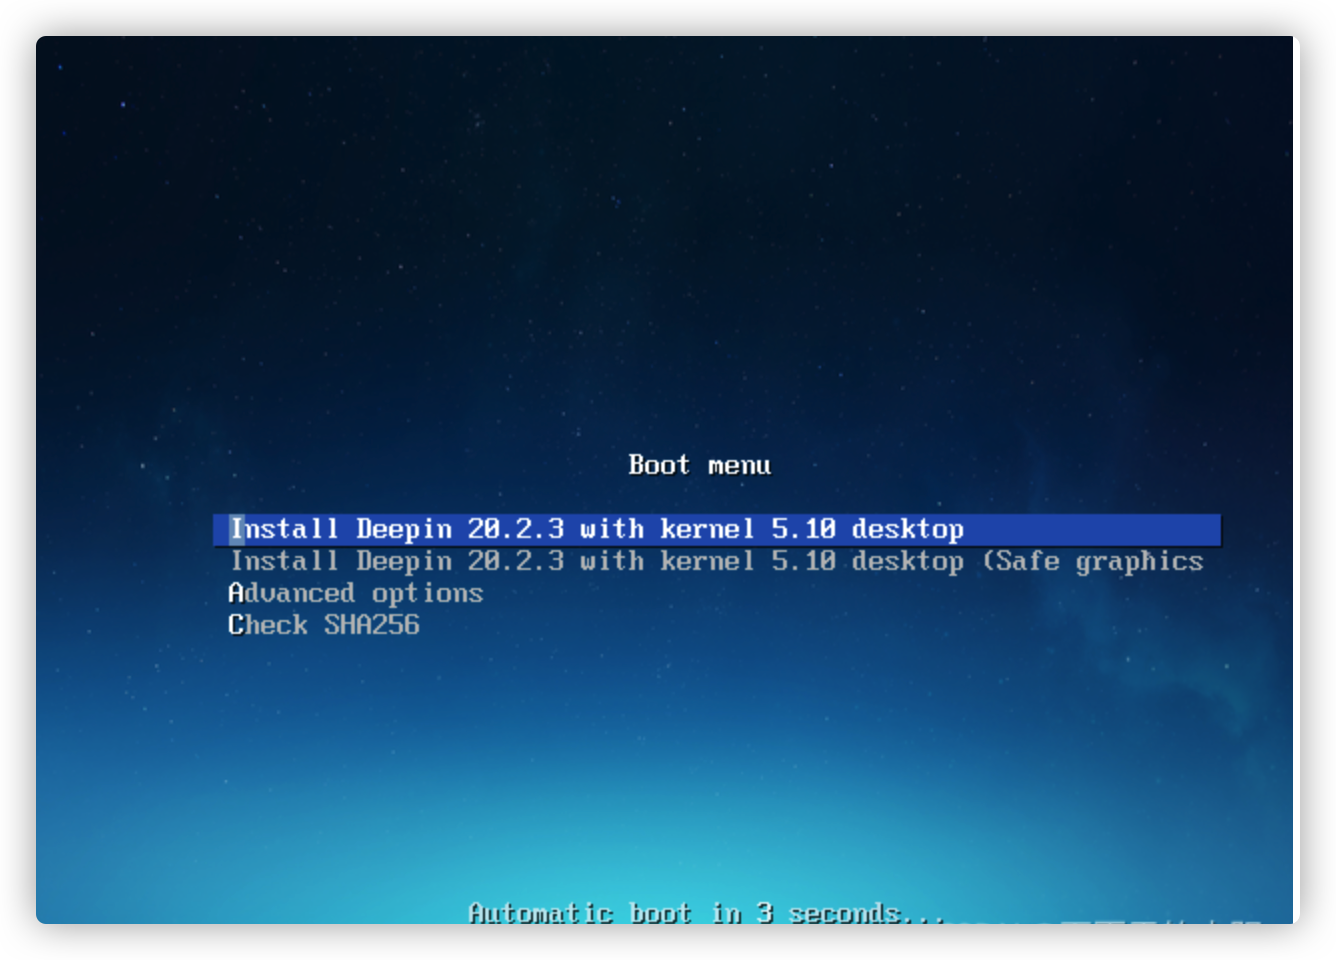 Boot menu
Install Deepin 20.2.3 with kernel 5.10 desktop
Install Deepin 20.2.3 with kernel 5.10 desktop (Safe graphics
Advanced options
Check SHA256
Automatic boot in 3 seconds...